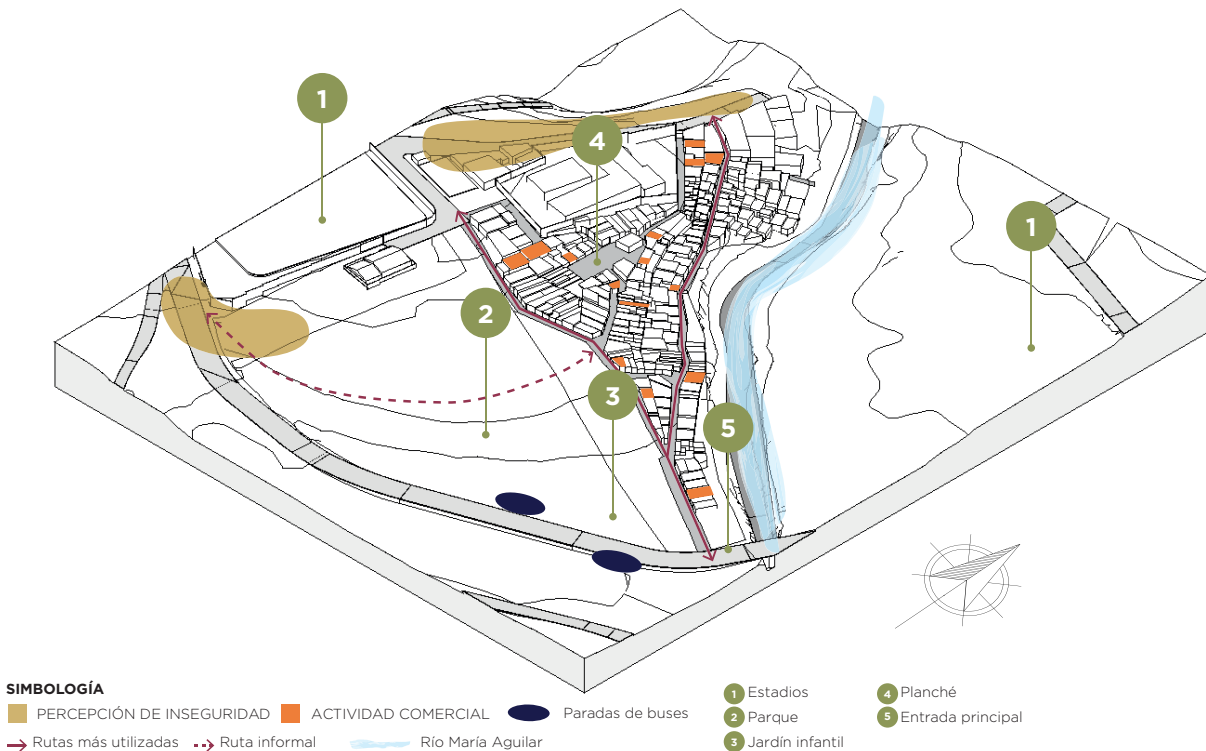 1
4
1
2
3
5
SIMBOLOGÍA
PERCEPCIÓN DE INSEGURIDAD ACTIVIDAD COMERCIAL Paradas de buses
Rutas más utilizadas Ruta informal Río María Aguilar
1 Estadios
2 Parque
3 Jardín infantil
4 Planché
5 Entrada principal